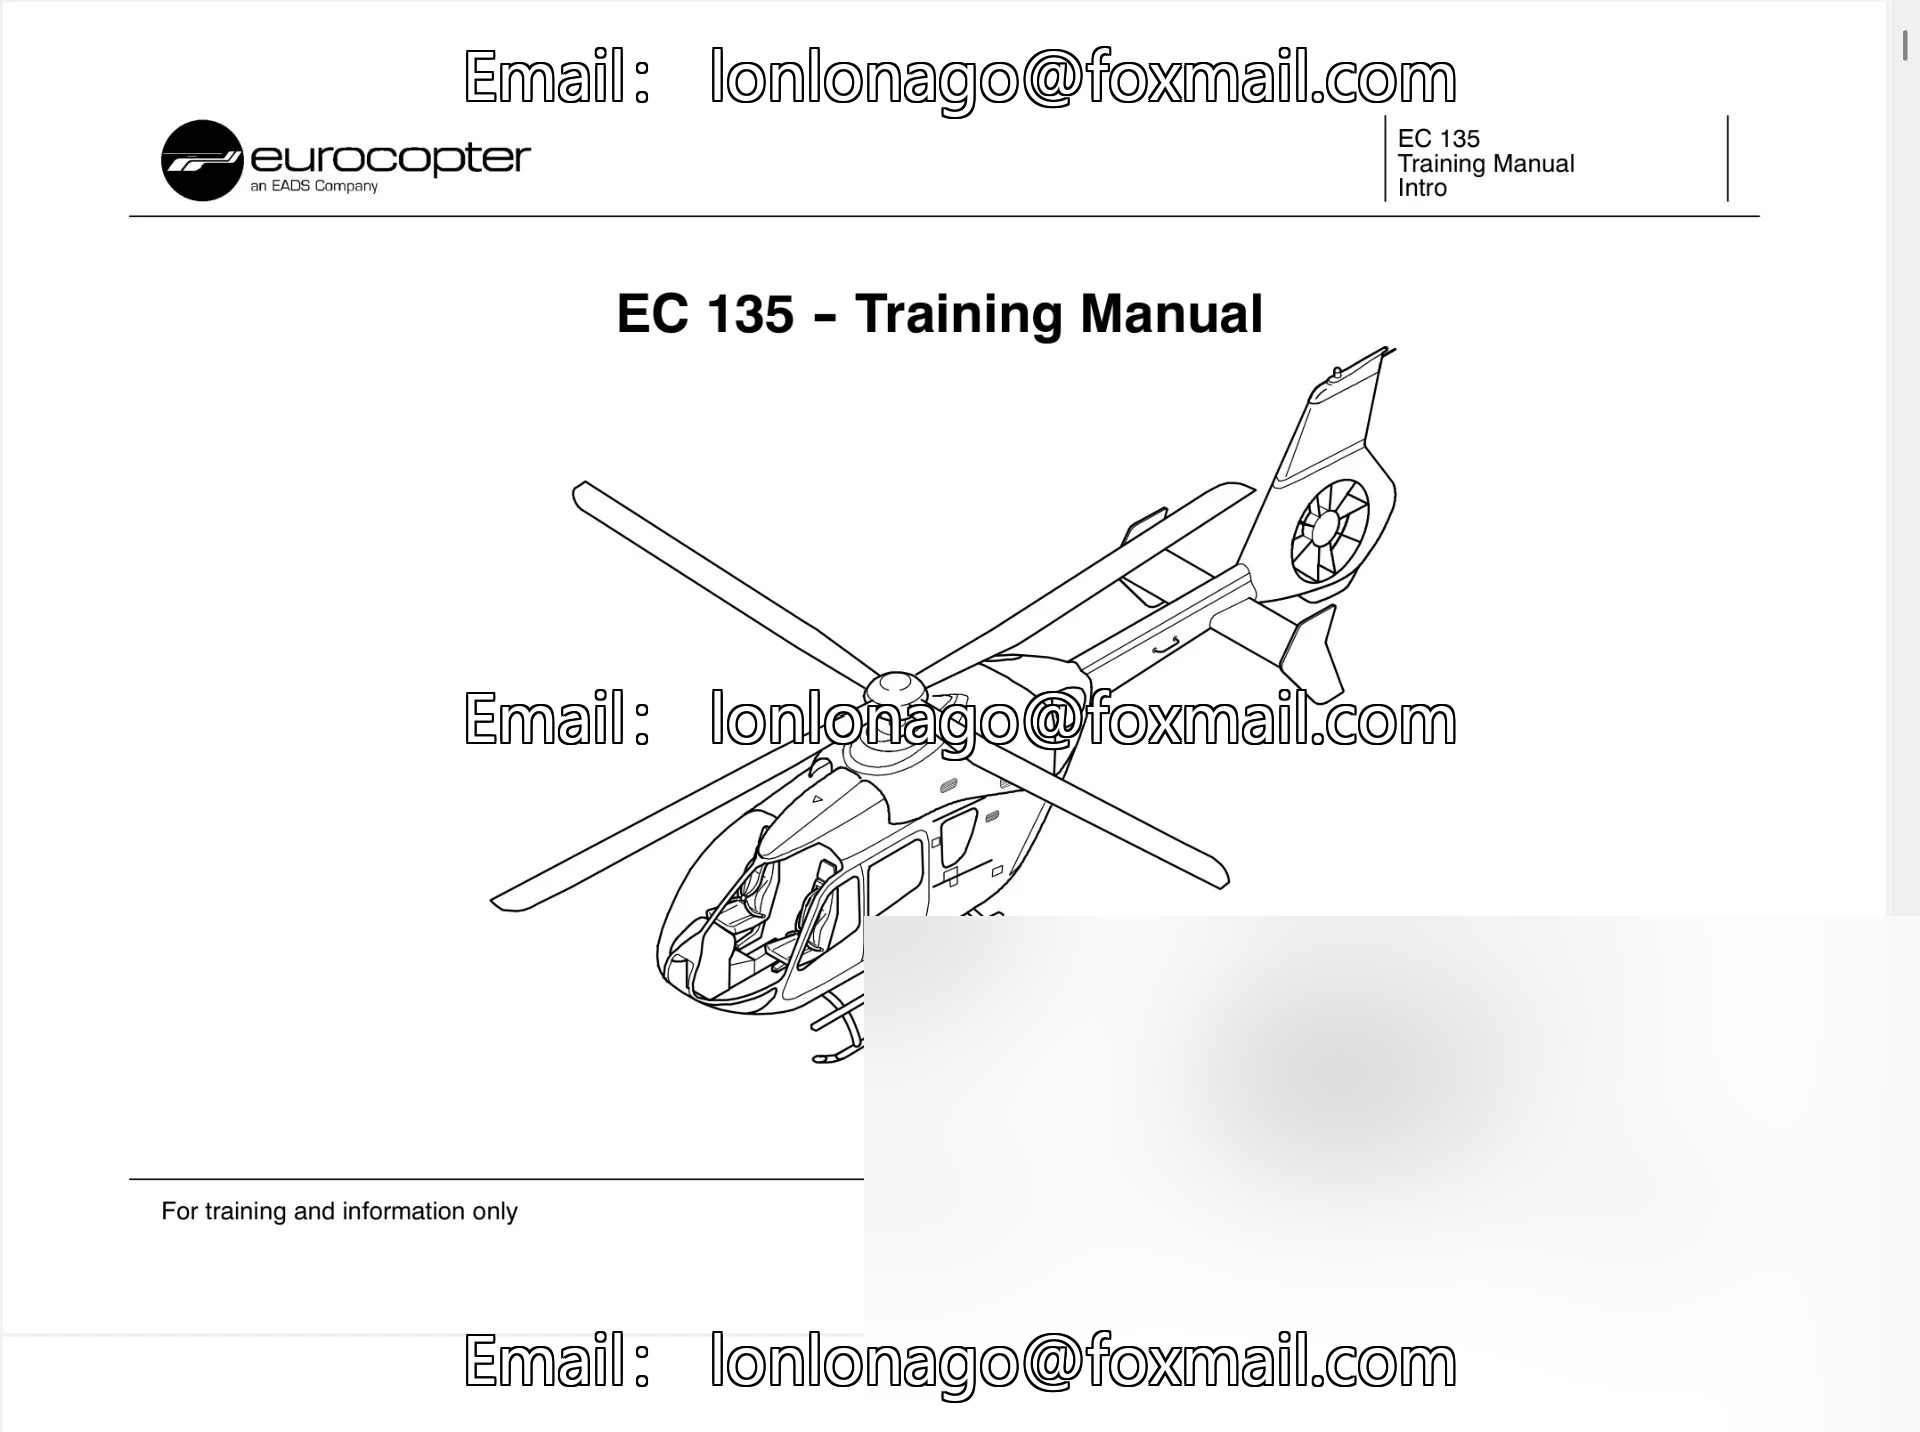 Email： lonlonago@foxmail.com
eurocopter
an EADS Company
EC 135
Training Manual
Intro
EC 135 - Training Manual
Email： lonlonago@foxmail.com
For training and information only
Email： lonlonago@foxmail.com